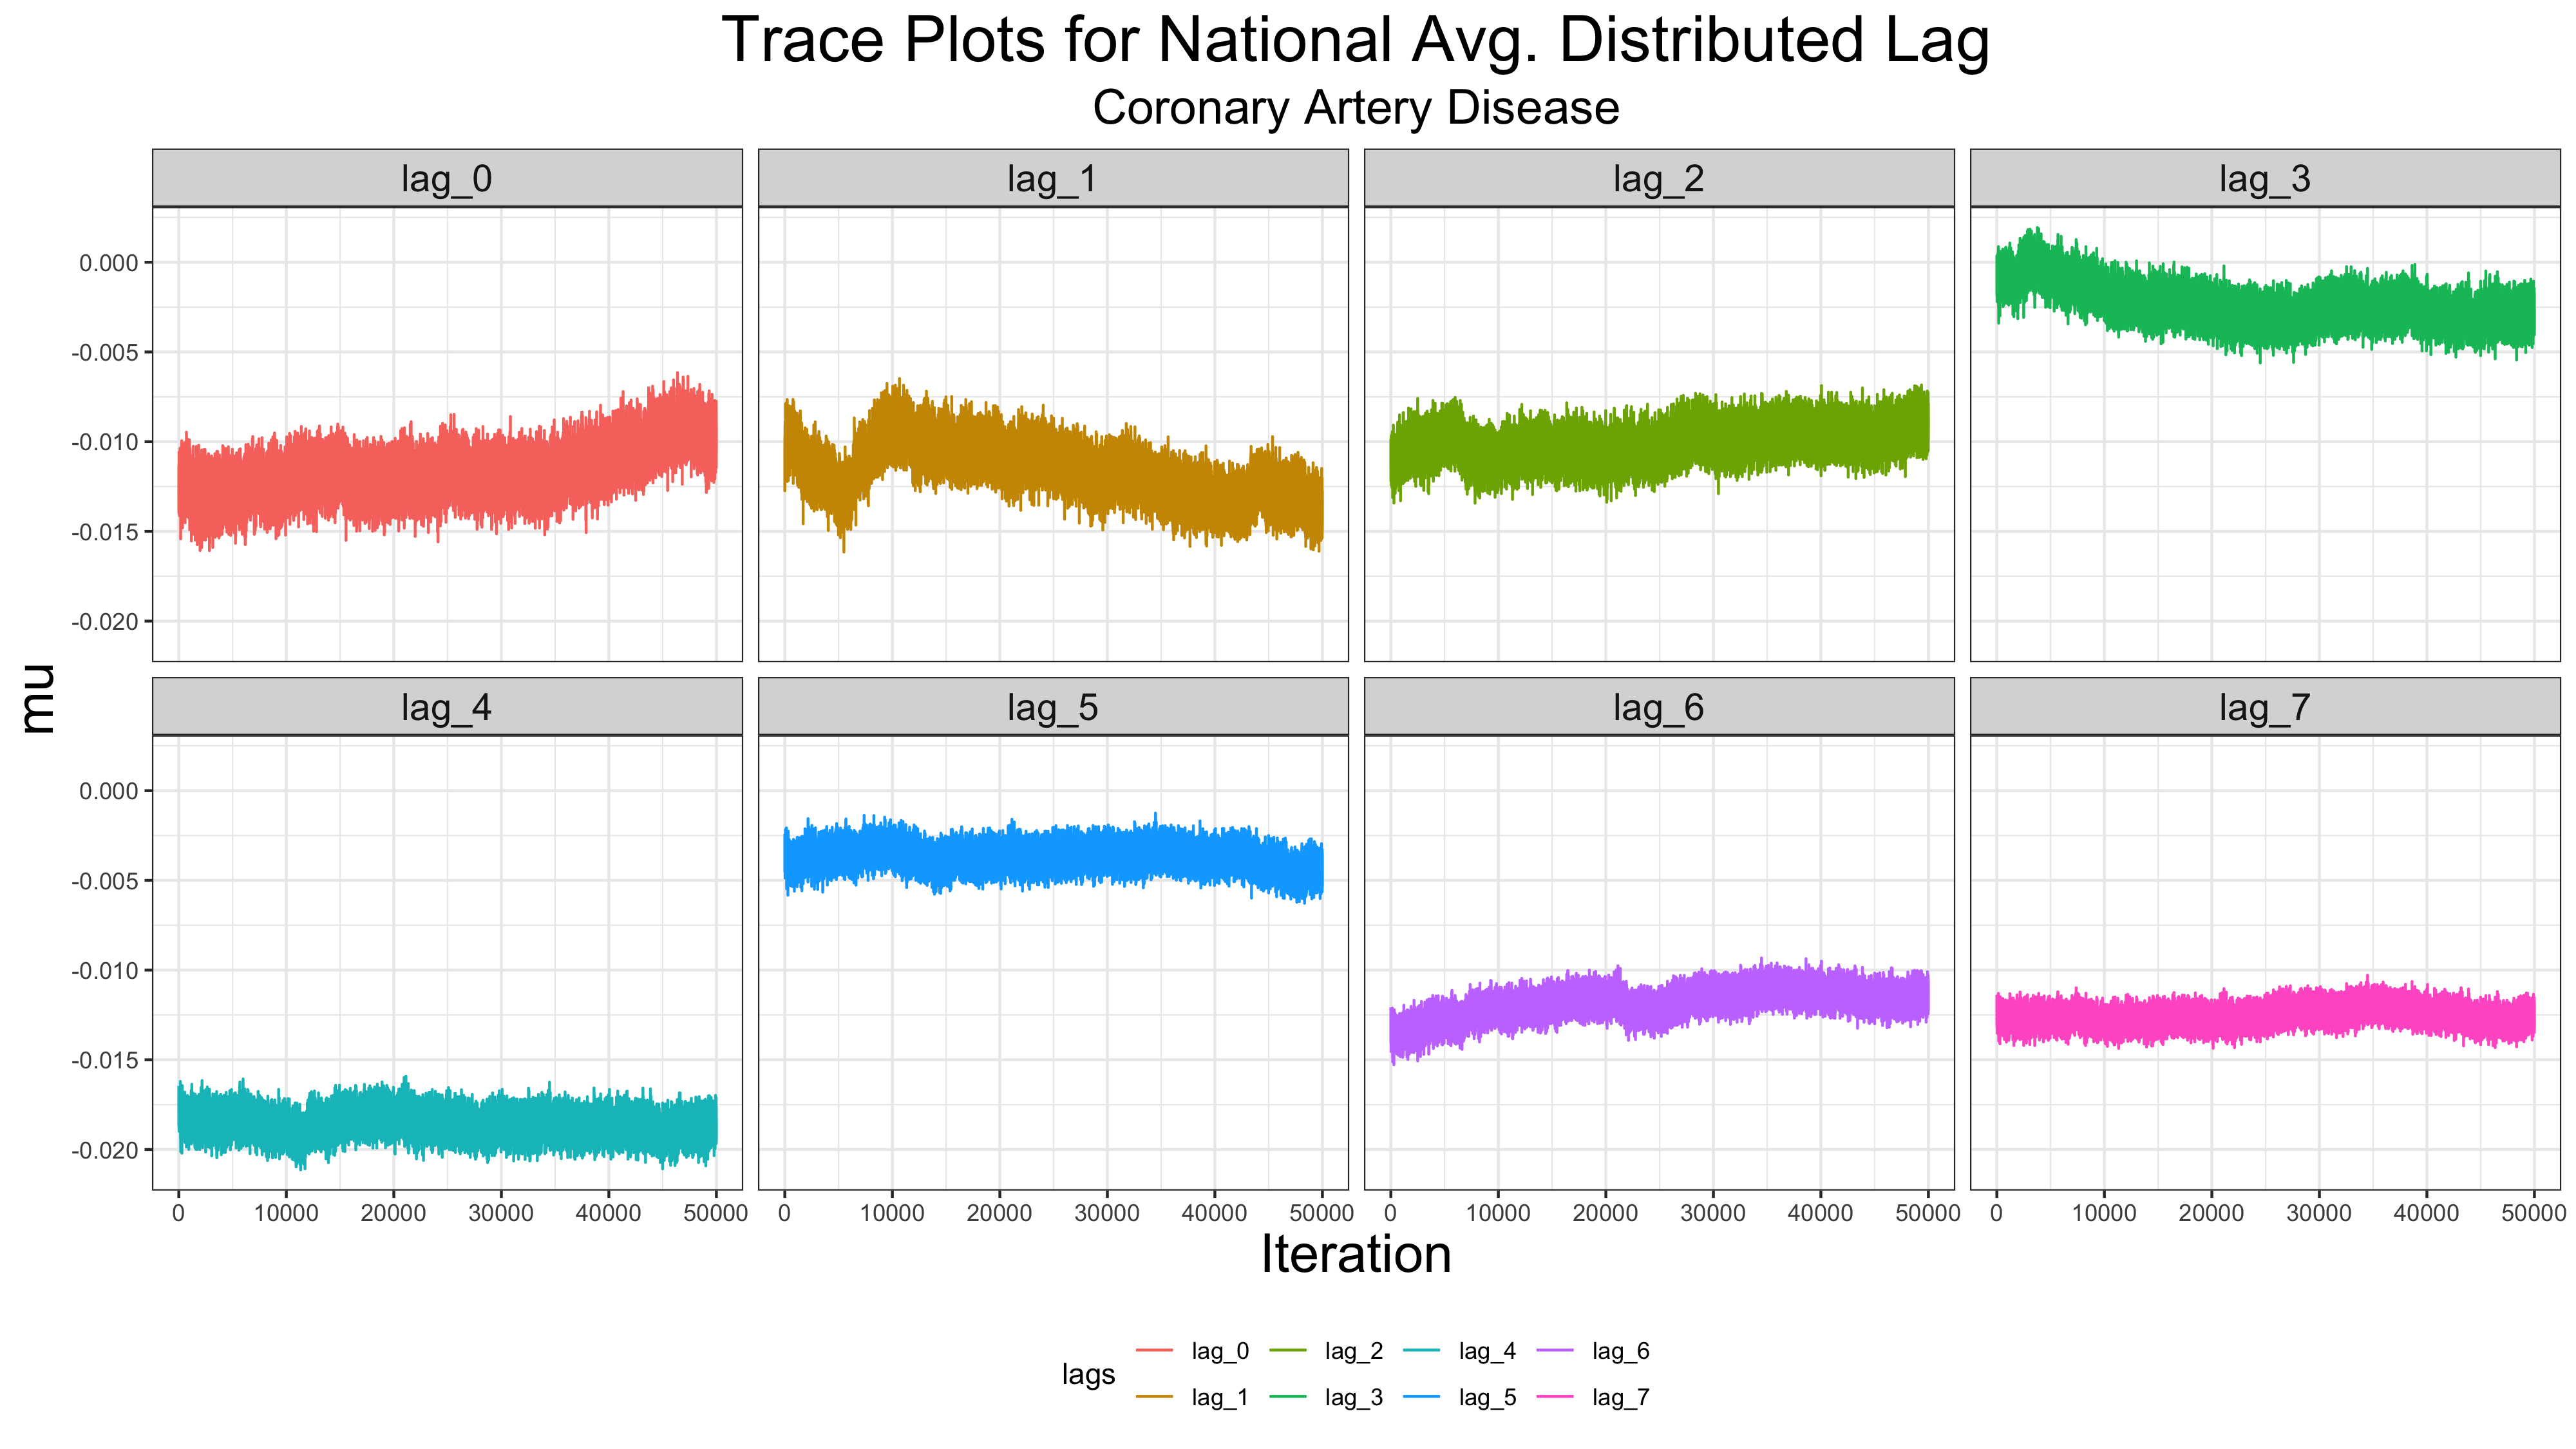 Trace Plots for National Avg. Distributed Lag
Coronary Artery Disease
lag_0 lag_1 lag_2 lag_3
0.000
-0.005
-0.010
-0.015
-0.020
mu
lag_4 lag_5 lag_6 lag_7
0.000
-0.005
-0.010
-0.015
-0.020
0 10000 20000 30000 40000 50000 0 10000 20000 30000 40000 50000 0 10000 20000 30000 40000 50000 0 10000 20000 30000 40000 50000
Iteration
lags
lag_0 lag_2 lag_4 lag_6
lag_1 lag_3 lag_5 lag_7